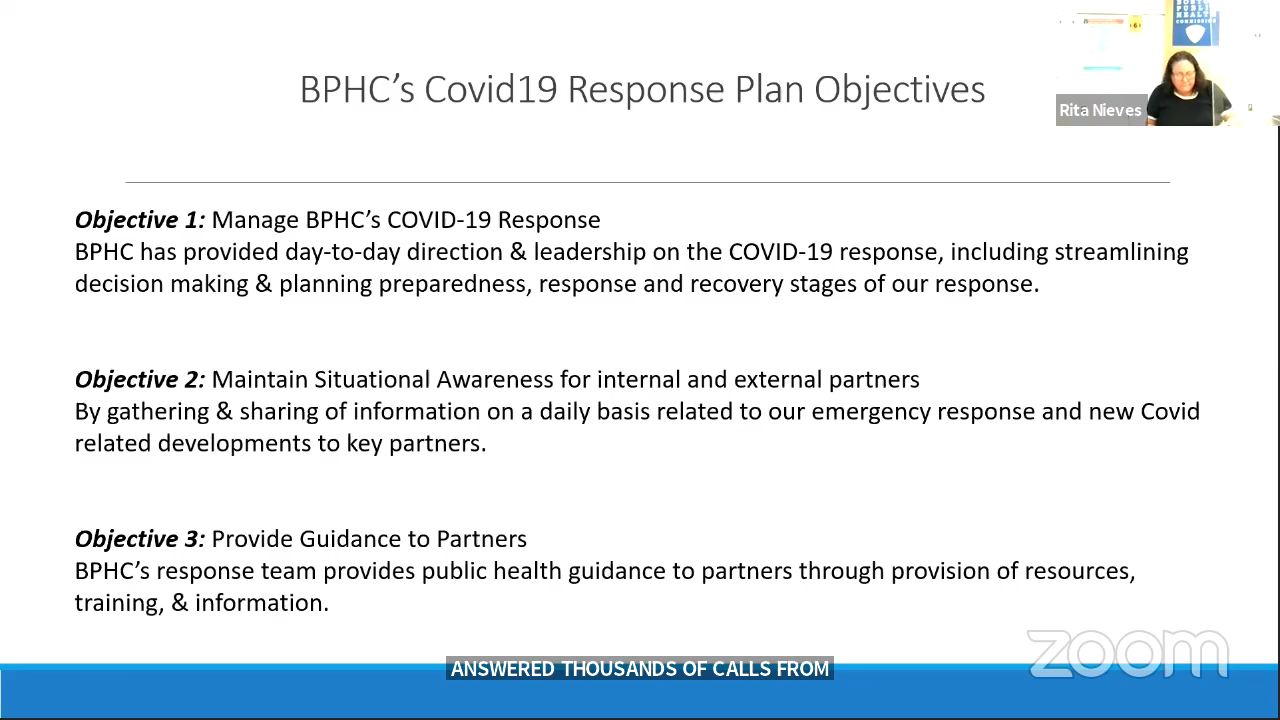 BPHC's Covid19 Response Plan Objectives
BOSTON
PUBLIC
HEALTH
COMMISSION
Rita Nieves
Objective 1: Manage BPHC's COVID-19 Response
BPHC has provided day-to-day direction & leadership on the COVID-19 response, including streamlining
decision making & planning preparedness, response and recovery stages of our response.
Objective 2: Maintain Situational Awareness for internal and external partners
By gathering & sharing of information on a daily basis related to our emergency response and new Covid
related developments to key partners.
Objective 3: Provide Guidance to Partners
BPHC's response team provides public health guidance to partners through provision of resources,
training, & information.
zoom
ANSWERED THOUSANDS OF CALLS FROM